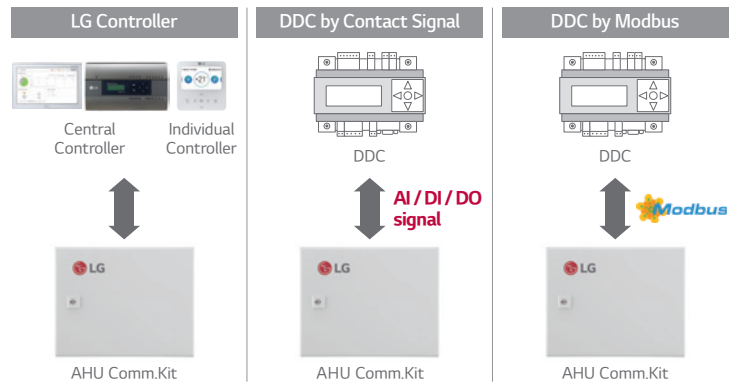 LG Controller
DDC by Contact Signal
DDC by Modbus
Central
Controller
Individual
Controller
DDC
DDC
AI / DI / DO
signal
Modbus
LG
LG
LG
AHU Comm.Kit
AHU Comm.Kit
AHU Comm.Kit